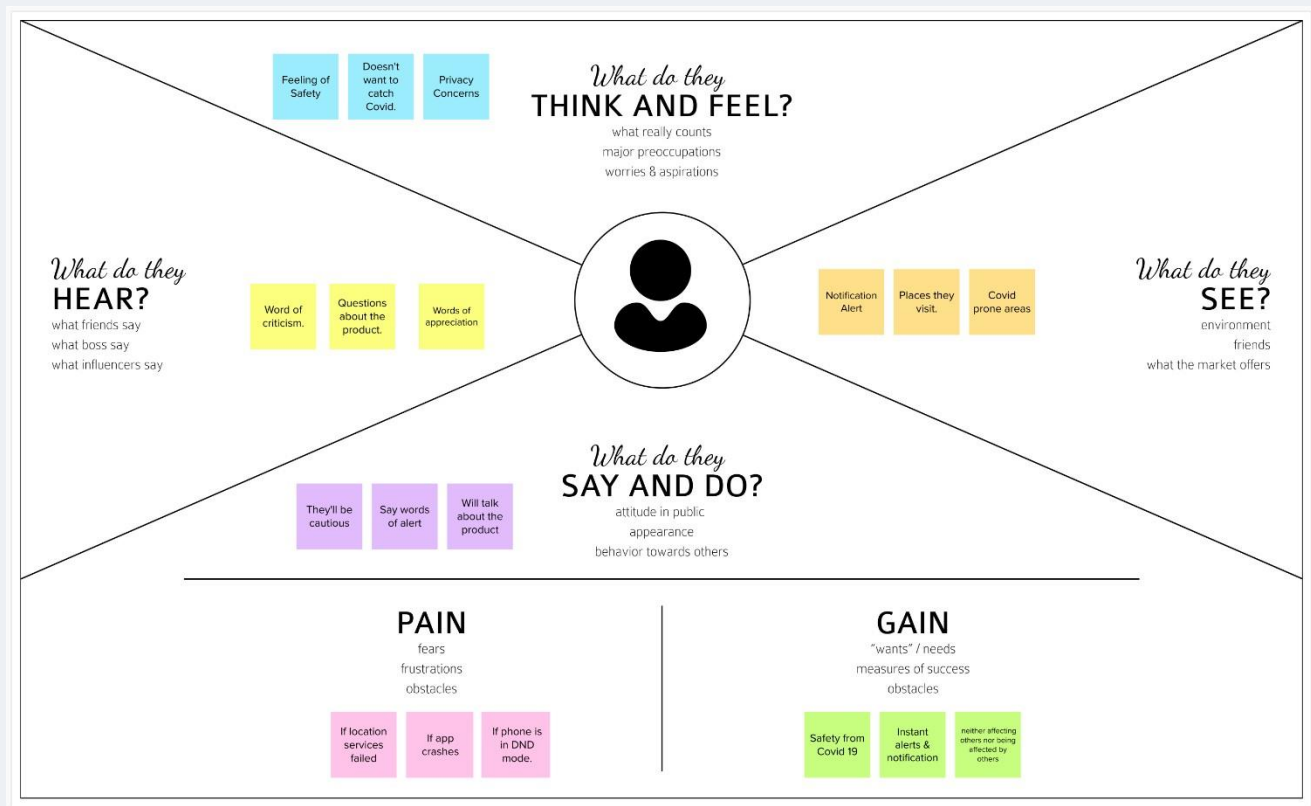 Feeling of
Safety
Doesn't
want to
catch
Covid.
Privacy
Concerns
What do they
THINK AND FEEL?
what really counts
major preoccupations
worries & aspirations
What do they
HEAR?
what friends say
what boss say
what influencers say
Word of
criticism.
Questions
about the
product.
Words of
appreciation
Notification
Alert
Places they
visit.
Covid
prone areas
What do they
SEE?
environment
friends
what the market offers
What do they
SAY AND DO?
attitude in public
appearance
behavior towards others
They'll be
cautious
Say words
of alert
Will talk
about the
product
PAIN
fears
frustrations
obstacles
If location
services
failed
If app
crashes
If phone is
in DND
mode.
GAIN
"wants" / needs
measures of success
obstacles
Safety from
Covid 19
Instant
alerts &
notification
neither affecting
others nor being
affected by
others